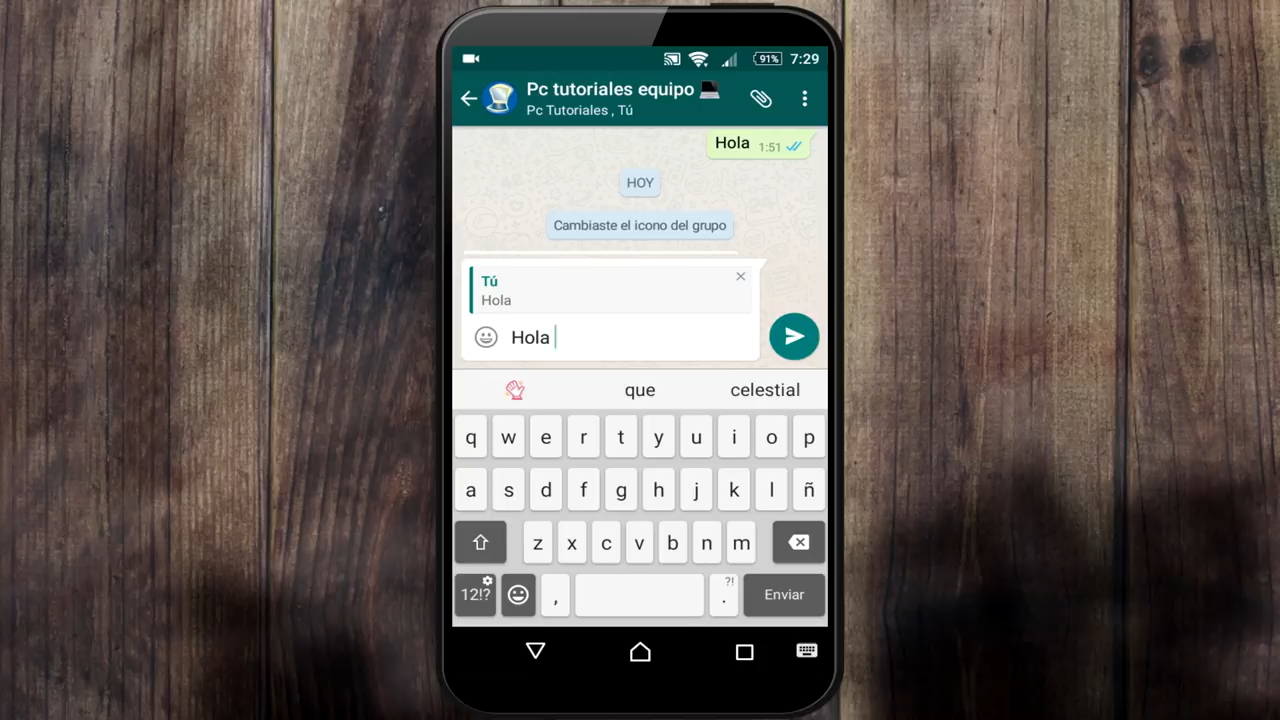 91% 7:29
Pc tutoriales equipo
Pc Tutoriales , Tú
Hola 1:51
HOY
Cambiaste el icono del grupo
Tú
Hola
Hola
que celestial
q w e r t y u i o p
a s d f g h j k l ñ
z x c v b n m
12!? , ?! . Enviar